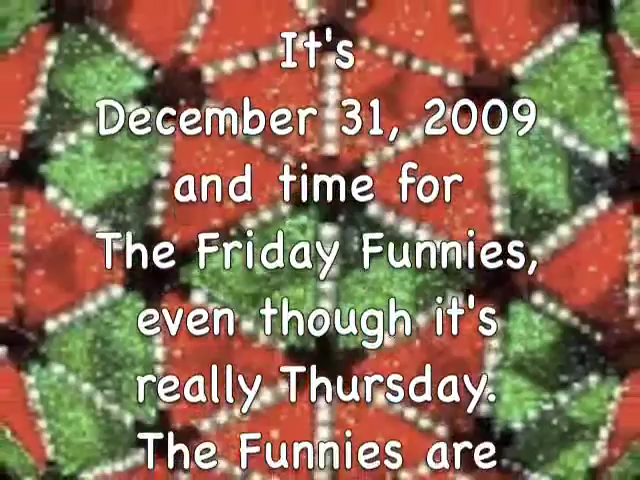 It's
December 31, 2009
and time for
The Friday Funnies,
even though it's
really Thursday.
The Funnies are